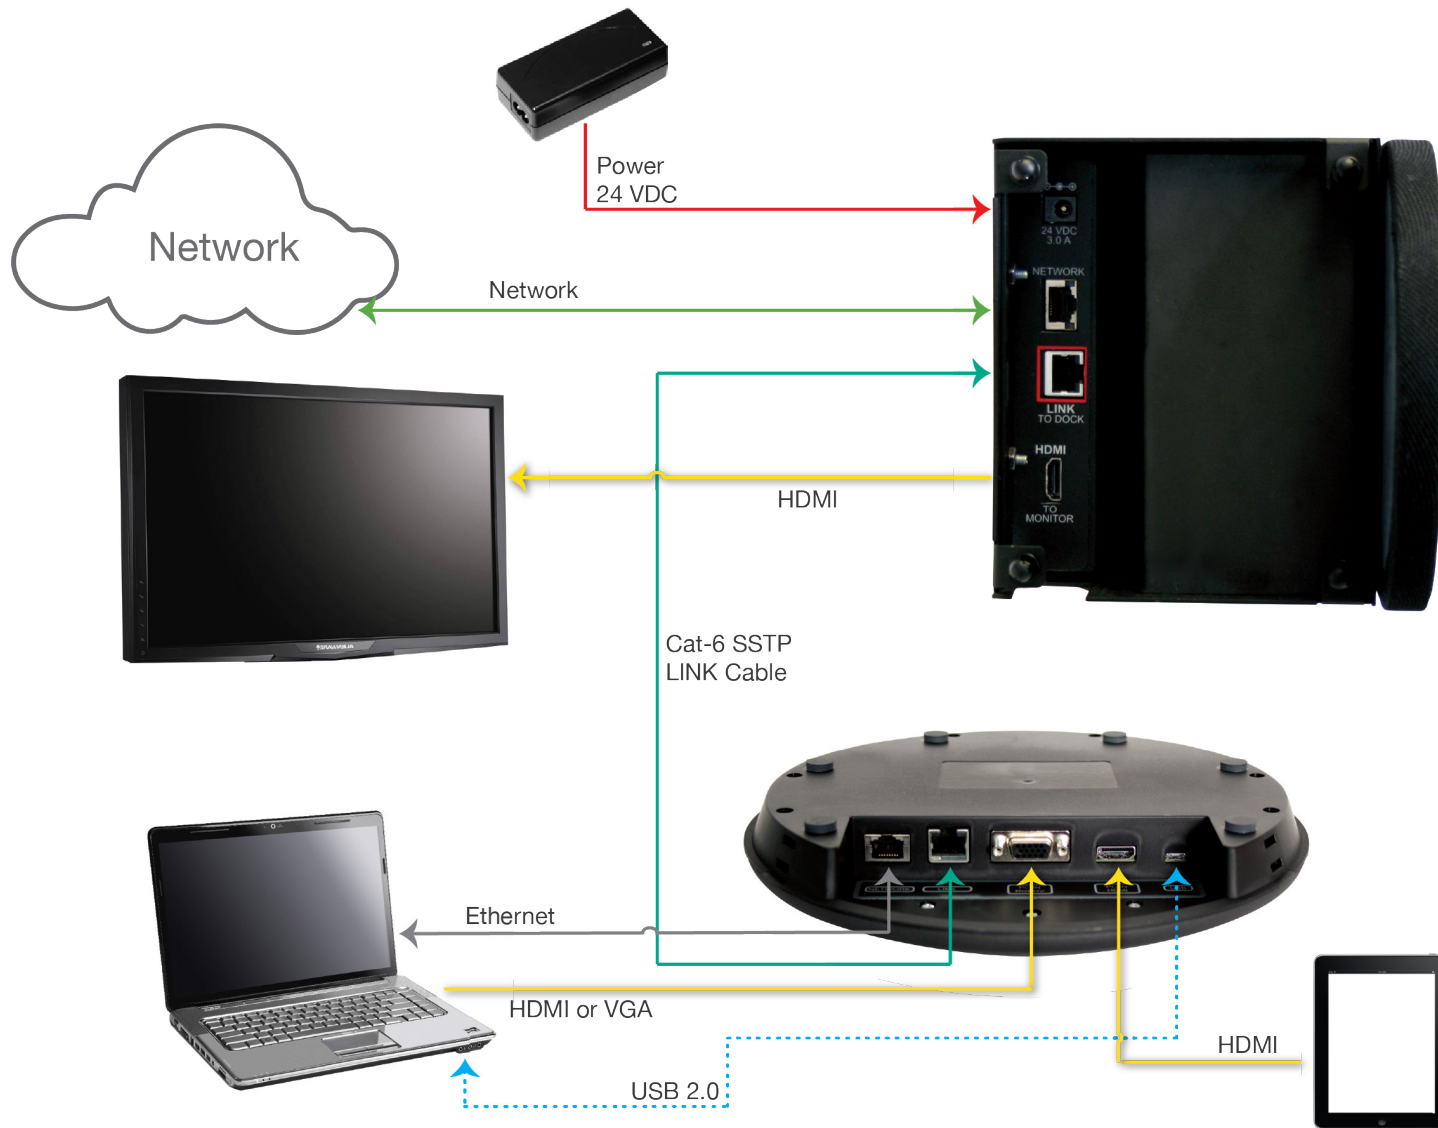 Power
24 VDC
24 VDC
3.0 A
Network
NETWORK
Network
LINK
TO DOCK
HDMI
HDMI
TO
MONITOR
Cat-6 SSTP
LINK Cable
Ethernet
HDMI or VGA
HDMI
USB 2.0